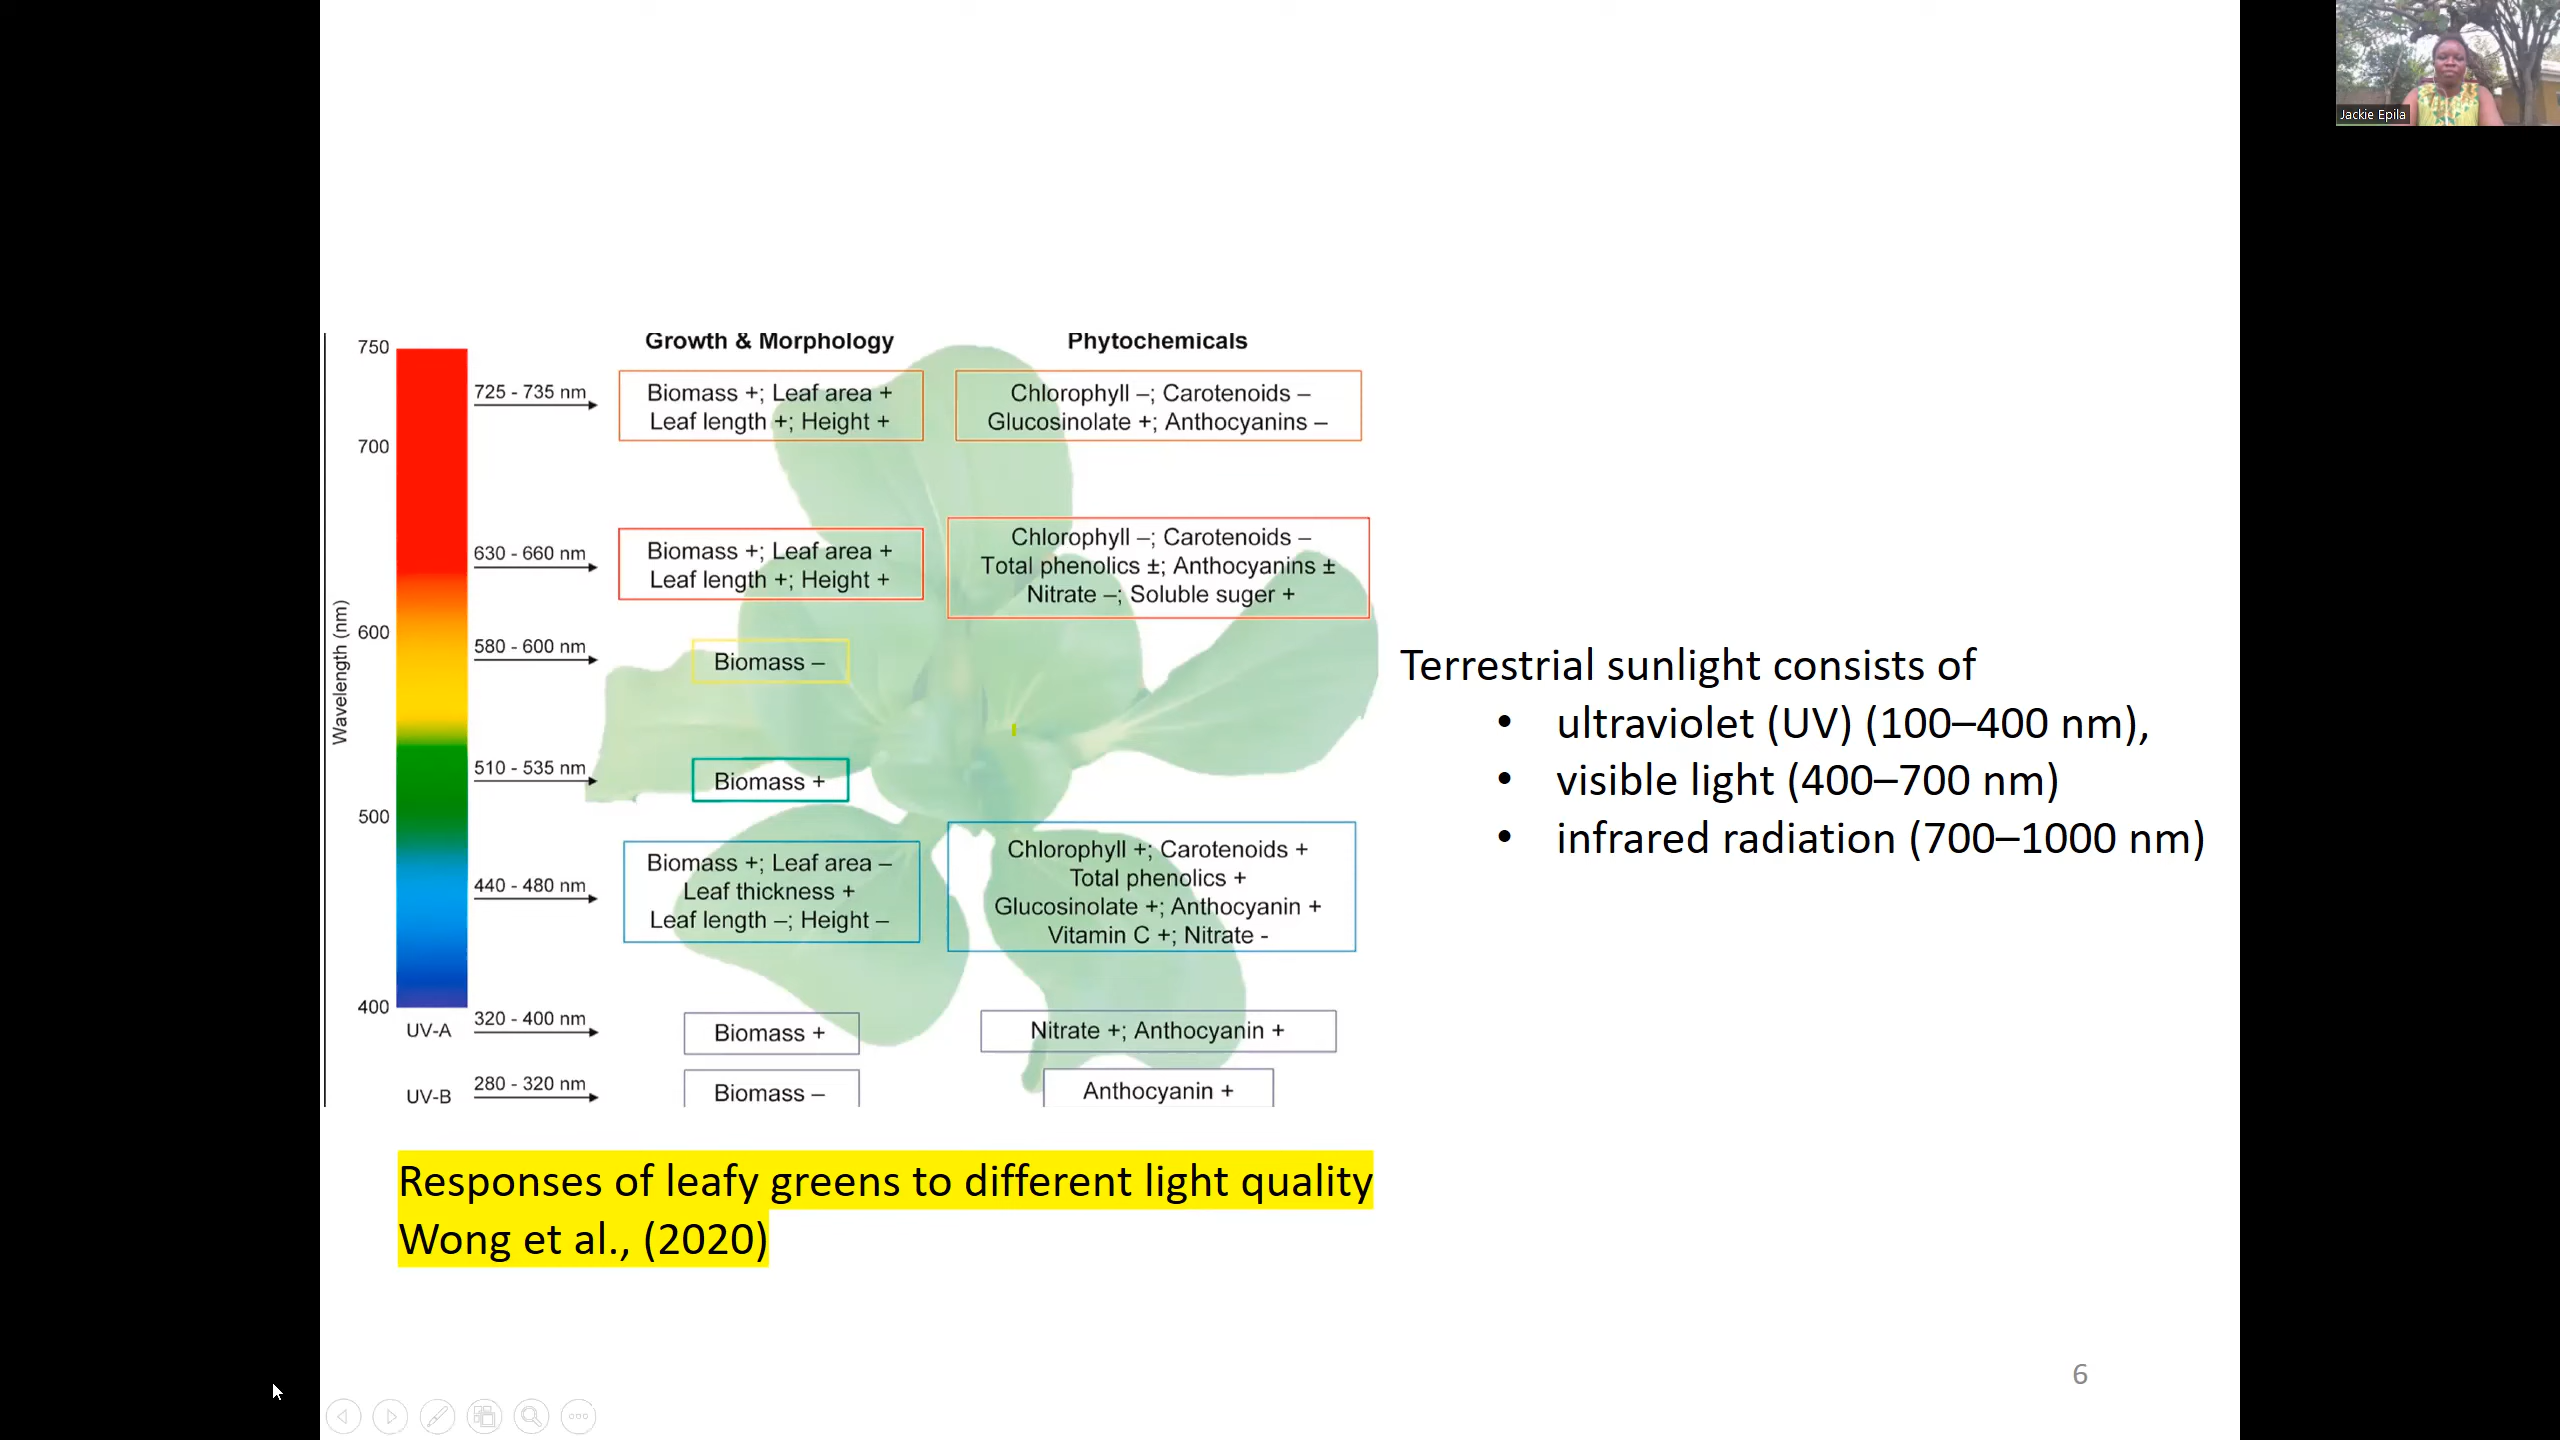 Jackie Epila
Growth & Morphology
Phytochemicals
Wavelength (nm)
750
700
600
500
400
UV-A
UV-B
725 - 735 nm
Biomass +; Leaf area +
Leaf length +; Height +
Chlorophyll –; Carotenoids –
Glucosinolate +; Anthocyanins –
630 - 660 nm
Biomass +; Leaf area +
Leaf length +; Height +
Chlorophyll –; Carotenoids –
Total phenolics ±; Anthocyanins ±
Nitrate –; Soluble suger +
580 - 600 nm
Biomass –
510 - 535 nm
Biomass +
440 - 480 nm
Biomass +; Leaf area –
Leaf thickness +
Leaf length –; Height –
Chlorophyll +; Carotenoids +
Total phenolics +
Glucosinolate +; Anthocyanin +
Vitamin C +; Nitrate -
320 - 400 nm
Biomass +
Nitrate +; Anthocyanin +
280 - 320 nm
Biomass –
Anthocyanin +
Terrestrial sunlight consists of
• ultraviolet (UV) (100–400 nm),
• visible light (400–700 nm)
• infrared radiation (700–1000 nm)
Responses of leafy greens to different light quality
Wong et al., (2020)
6